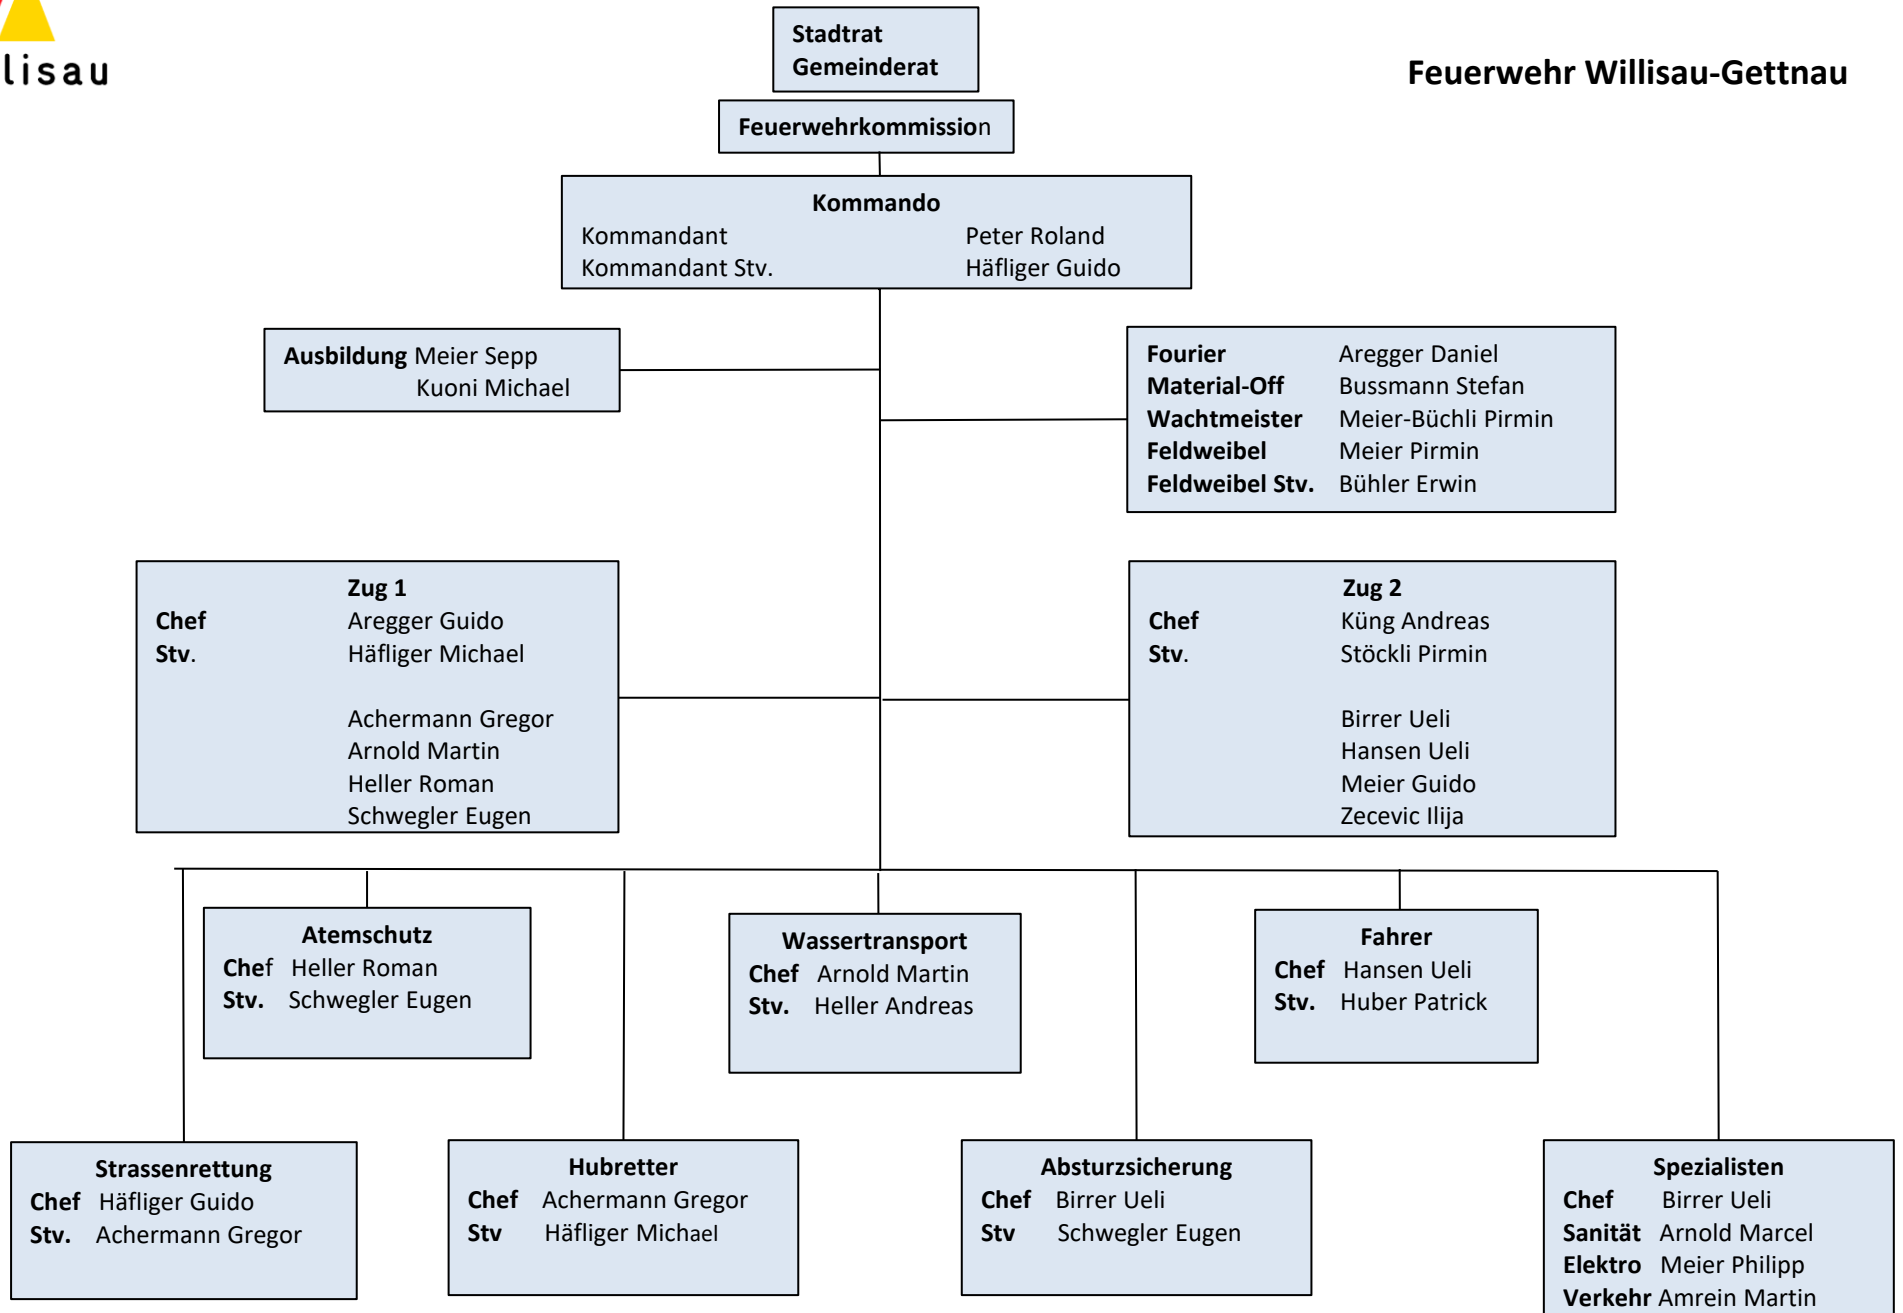 lisau
Feuerwehr Willisau-Gettnau
Stadtrat
Gemeinderat
Feuerwehrkommission
Kommando
Kommandant Peter Roland
Kommandant Stv. Häfliger Guido
Ausbildung Meier Sepp
Kuoni Michael
Fourier Aregger Daniel
Material-Off Bussmann Stefan
Wachtmeister Meier-Büchli Pirmin
Feldweibel Meier Pirmin
Feldweibel Stv. Bühler Erwin
Zug 1
Chef Aregger Guido
Stv. Häfliger Michael
Achermann Gregor
Arnold Martin
Heller Roman
Schwegler Eugen
Zug 2
Chef Küng Andreas
Stv. Stöckli Pirmin
Birrer Ueli
Hansen Ueli
Meier Guido
Zecevic Ilija
Atemschutz
Chef Heller Roman
Stv. Schwegler Eugen
Wassertransport
Chef Arnold Martin
Stv. Heller Andreas
Fahrer
Chef Hansen Ueli
Stv. Huber Patrick
Strassenrettung
Chef Häfliger Guido
Stv. Achermann Gregor
Hubretter
Chef Achermann Gregor
Stv Häfliger Michael
Absturzsicherung
Chef Birrer Ueli
Stv Schwegler Eugen
Spezialisten
Chef Birrer Ueli
Sanität Arnold Marcel
Elektro Meier Philipp
Verkehr Amrein Martin